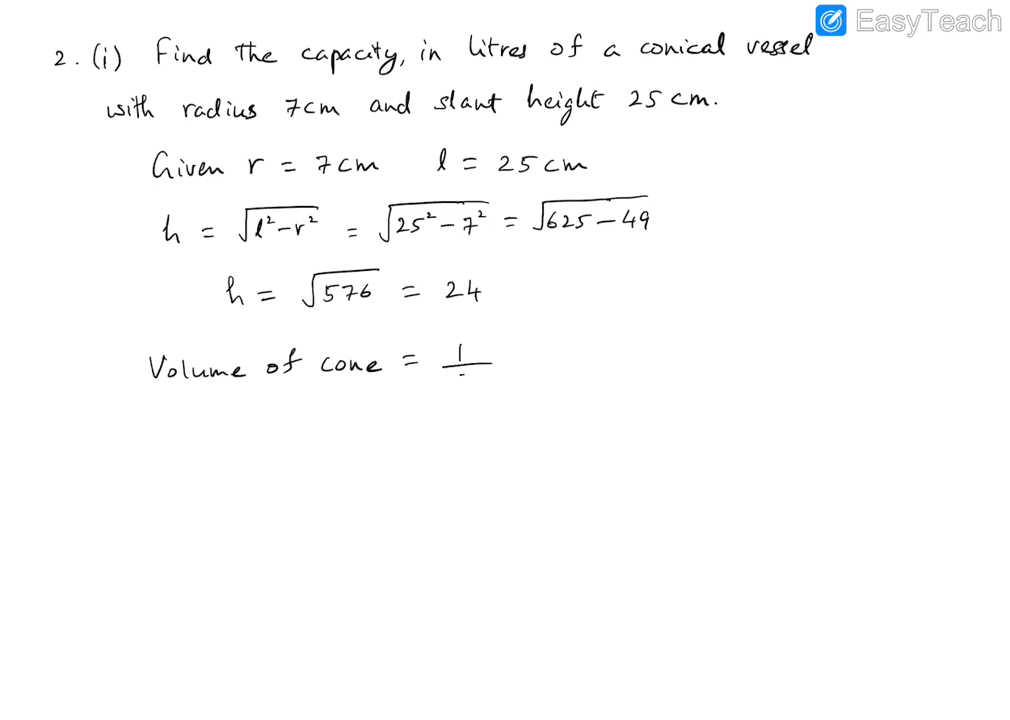 EasyTeach
2. (i) Find the capacity, in litres of a conical vessel
with radius 7cm and slant height 25 cm.
Given r = 7cm l = 25 cm
h = √(l²-r²) = √(25²-7²) = √(625-49)
h = √576 = 24
Volume of cone = 1/